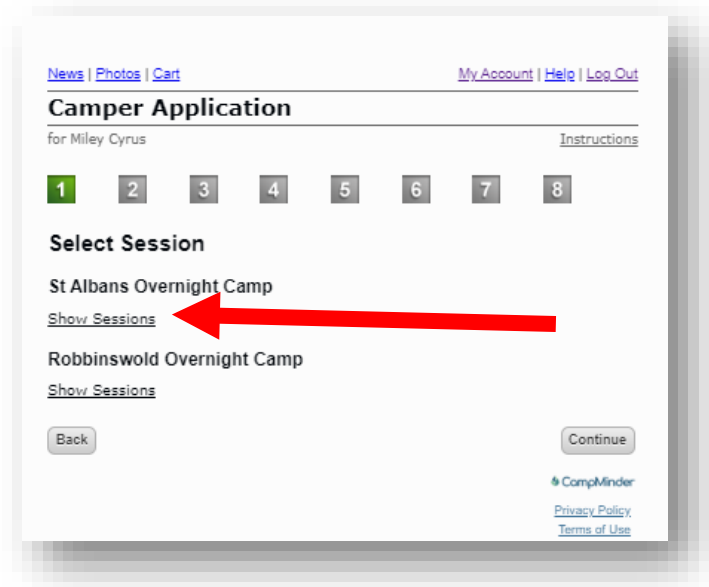 News | Photos | Cart My Account | Help | Log Out
Camper Application
for Miley Cyrus Instructions
1 2 3 4 5 6 7 8
Select Session
St Albans Overnight Camp
Show Sessions
Robbinswold Overnight Camp
Show Sessions
Back Continue
CampMinder
Privacy Policy
Terms of Use